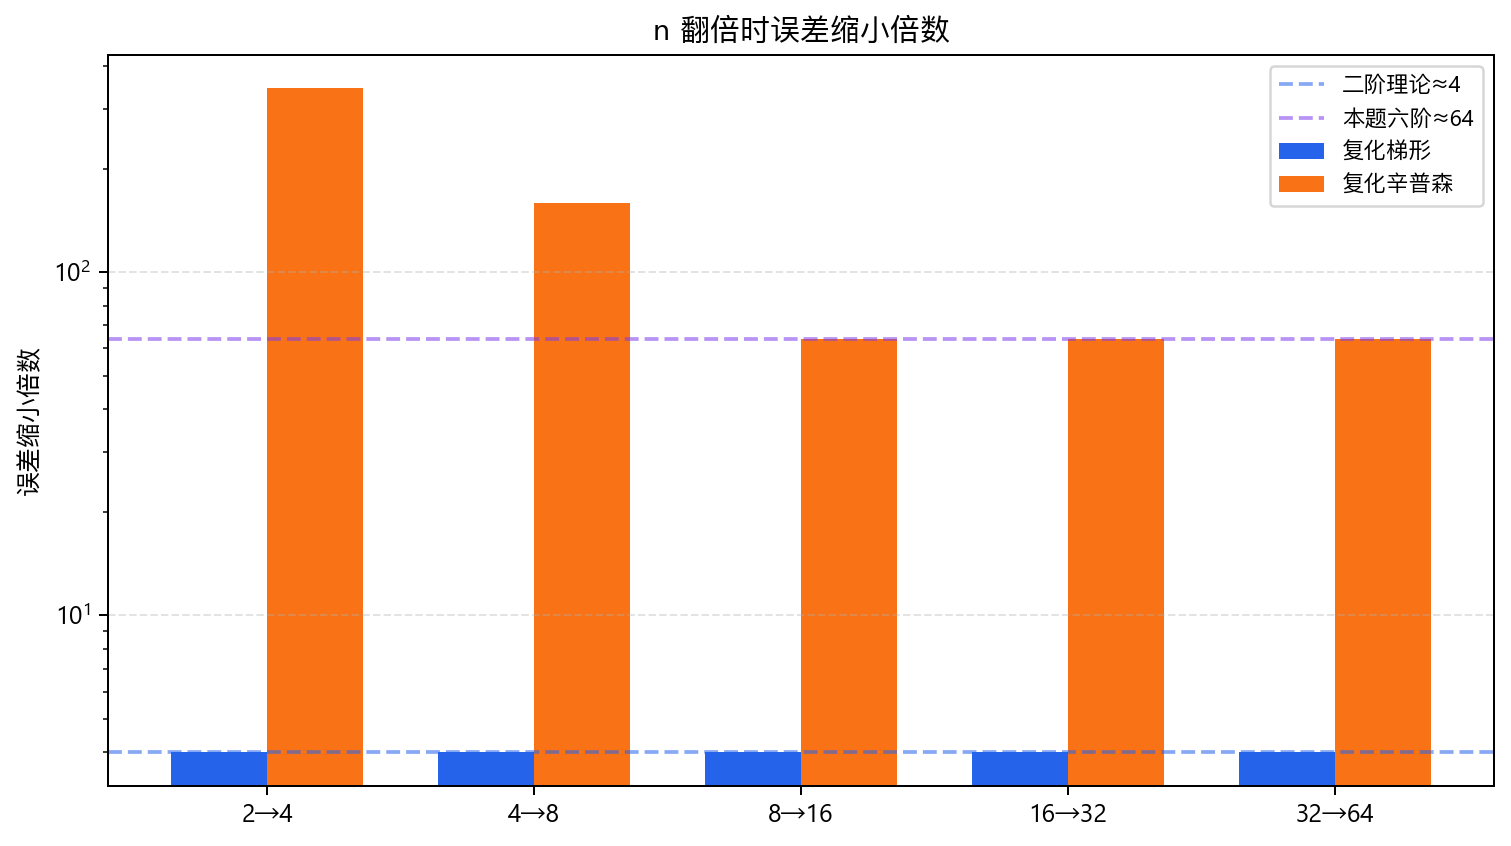 n 翻倍时误差缩小倍数
二阶理论≈4
本题六阶≈64
复化梯形
复化辛普森
误差缩小倍数
10²
10¹
2→4
4→8
8→16
16→32
32→64